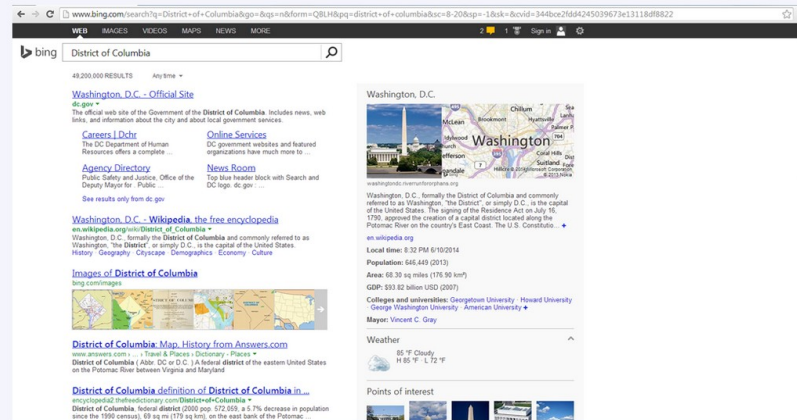 www.bing.com/search?q=District+of+Columbia&go=&qs=n&form=QBLH&pq=district+of+columbia&sc=8-20&sp=-1&sk=&cvid=344bce2fdd4245039673e13118df8822
WEB IMAGES VIDEOS MAPS NEWS MORE
2 1 Sign in
bing
District of Columbia
49,200,000 RESULTS Any time
Washington, D.C. - Official Site
dc.gov
The official web site of the Government of the District of Columbia. Includes news, web
links, and information about the city and about local government services.
Careers | Dchr
The DC Department of Human
Resources offers a complete ...
Online Services
DC government websites and featured
organizations have much more to ...
Agency Directory
Public Safety and Justice, Office of the
Deputy Mayor for . Public ...
News Room
Top blue header block with Search and
DC logo. dc.gov : ...
See results only from dc.gov
Washington, D.C. - Wikipedia, the free encyclopedia
en.wikipedia.org/wiki/District_of_Columbia
Washington, D.C., formally the District of Columbia and commonly referred to as
Washington, "the District", or simply D.C., is the capital of the United States.
History · Geography · Cityscape · Demographics · Economy · Culture
Images of District of Columbia
bing.com/images
District of Columbia: Map, History from Answers.com
www.answers.com › ... › Travel & Places › Dictionary - Places
District of Columbia ( Abbr. DC or D.C. ) A federal district of the eastern United States
on the Potomac River between Virginia and Maryland
District of Columbia definition of District of Columbia in ...
encyclopedia2.thefreedictionary.com/District+of+Columbia
District of Columbia, federal district (2000 pop. 572,059, a 5.7% decrease in population
since the 1990 census), 69 sq mi (179 sq km), on the east bank of the Potomac ...
Washington, D.C.
McLean
Brookmont
Chillum
Hyattsville
Washington
Coral Hills
Suitland
washingtondc.riverrunfororphans.org
Washington, D.C., formally the District of Columbia and commonly
referred to as Washington, "the District", or simply D.C., is the capital
of the United States. The signing of the Residence Act on July 16,
1790, approved the creation of a capital district located along the
Potomac River on the country's East Coast. The U.S. Constitutio... +
en.wikipedia.org
Local time: 8:32 PM 6/10/2014
Population: 646,449 (2013)
Area: 68.30 sq miles (176.90 km²)
GDP: $93.82 billion USD (2007)
Colleges and universities: Georgetown University · Howard University
· George Washington University · American University +
Mayor: Vincent C. Gray
Weather
85 °F Cloudy
H 85 °F · L 72 °F
Points of interest